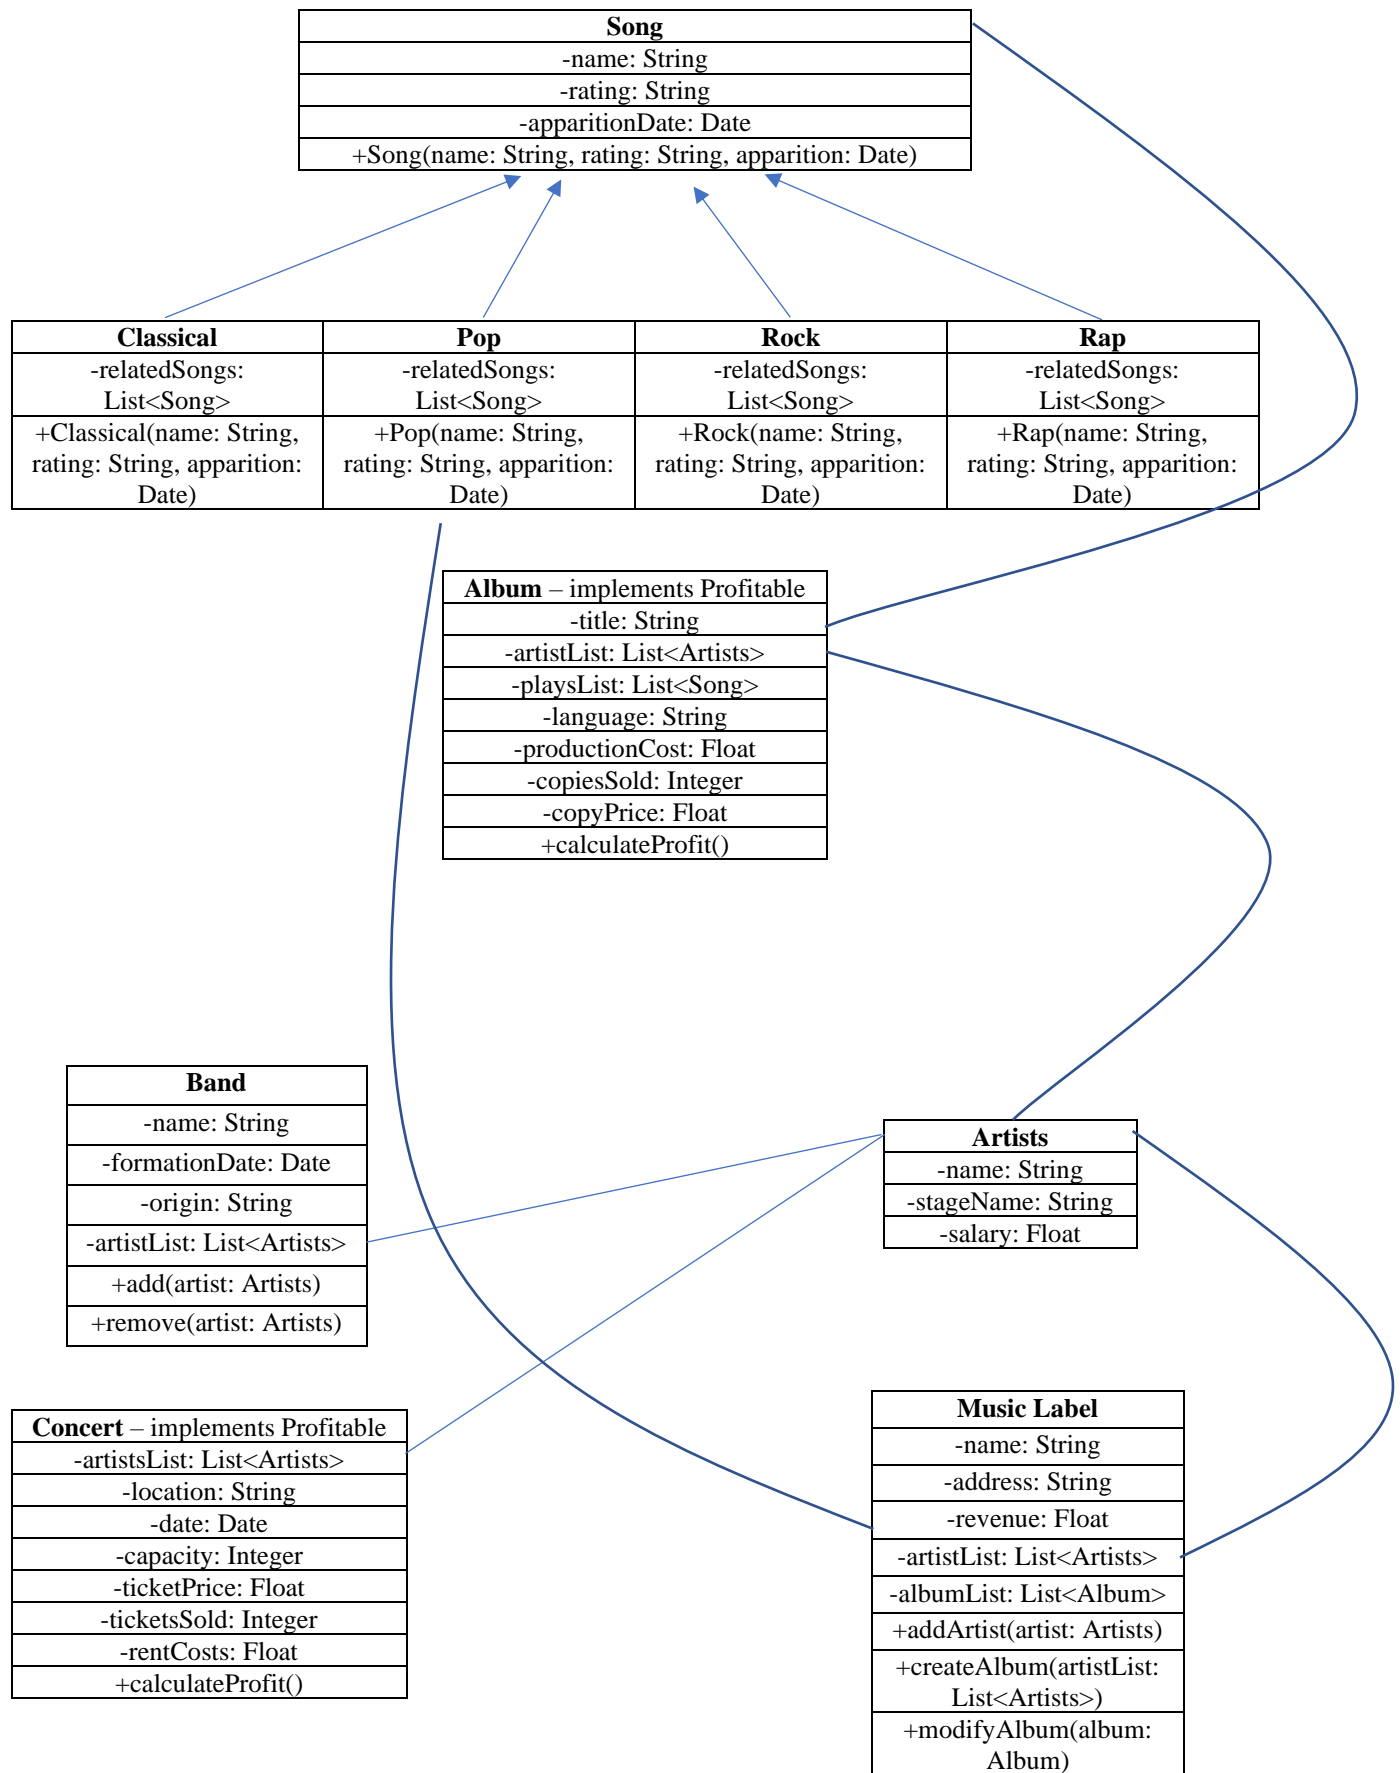 Song
-name: String
-rating: String
-apparitionDate: Date
+Song(name: String, rating: String, apparition: Date)
Classical
-relatedSongs:
List<Song>
+Classical(name: String,
rating: String, apparition:
Date)
Pop
-relatedSongs:
List<Song>
+Pop(name: String,
rating: String, apparition:
Date)
Rock
-relatedSongs:
List<Song>
+Rock(name: String,
rating: String, apparition:
Date)
Rap
-relatedSongs:
List<Song>
+Rap(name: String,
rating: String, apparition:
Date)
Album – implements Profitable
-title: String
-artistList: List<Artists>
-playsList: List<Song>
-language: String
-productionCost: Float
-copiesSold: Integer
-copyPrice: Float
+calculateProfit()
Band
-name: String
-formationDate: Date
-origin: String
-artistList: List<Artists>
+add(artist: Artists)
+remove(artist: Artists)
Artists
-name: String
-stageName: String
-salary: Float
Concert – implements Profitable
-artistsList: List<Artists>
-location: String
-date: Date
-capacity: Integer
-ticketPrice: Float
-ticketsSold: Integer
-rentCosts: Float
+calculateProfit()
Music Label
-name: String
-address: String
-revenue: Float
-artistList: List<Artists>
-albumList: List<Album>
+addArtist(artist: Artists)
+createAlbum(artistList:
List<Artists>)
+modifyAlbum(album:
Album)